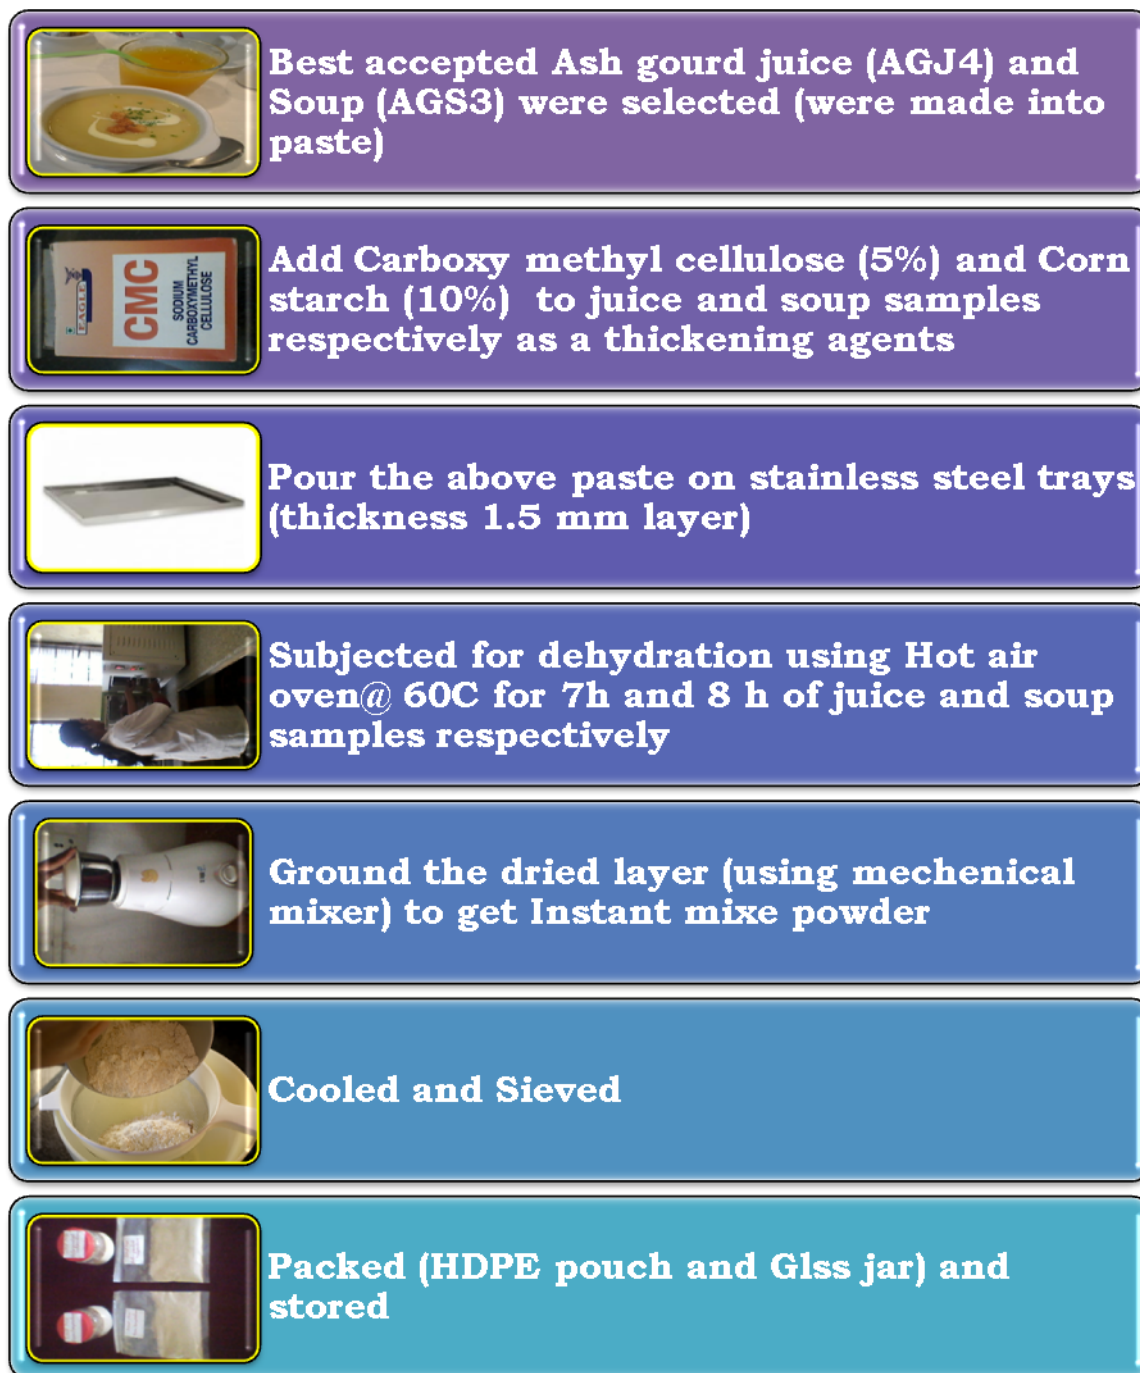 Best accepted Ash gourd juice (AGJ4) and
Soup (AGS3) were selected (were made into
paste)
EAGLE
CMC
SODIUM
CARBOXYMETHYL
CELLULOSE
Add Carboxy methyl cellulose (5%) and Corn
starch (10%) to juice and soup samples
respectively as a thickening agents
Pour the above paste on stainless steel trays
(thickness 1.5 mm layer)
Subjected for dehydration using Hot air
oven@ 60C for 7h and 8 h of juice and soup
samples respectively
Ground the dried layer (using mechenical
mixer) to get Instant mixe powder
Cooled and Sieved
Packed (HDPE pouch and Glss jar) and
stored